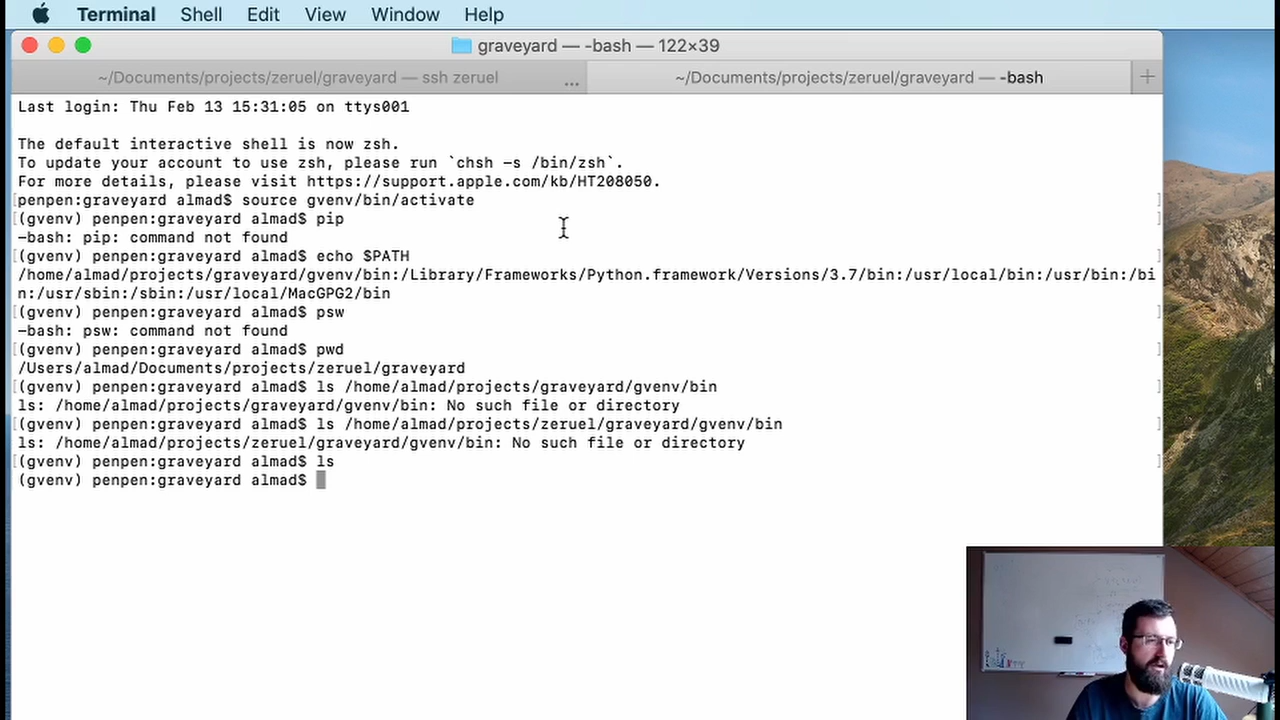 Terminal Shell Edit View Window Help
graveyard — -bash — 122×39
~/Documents/projects/zeruel/graveyard — ssh zeruel ... ~/Documents/projects/zeruel/graveyard — -bash +
Last login: Thu Feb 13 15:31:05 on ttys001
The default interactive shell is now zsh.
To update your account to use zsh, please run `chsh -s /bin/zsh`.
For more details, please visit https://support.apple.com/kb/HT208050.
[penpen:graveyard almad$ source gvenv/bin/activate ]
[(gvenv) penpen:graveyard almad$ pip ]
-bash: pip: command not found
[(gvenv) penpen:graveyard almad$ echo $PATH ]
/home/almad/projects/graveyard/gvenv/bin:/Library/Frameworks/Python.framework/Versions/3.7/bin:/usr/local/bin:/usr/bin:/bi
n:/usr/sbin:/sbin:/usr/local/MacGPG2/bin
[(gvenv) penpen:graveyard almad$ psw ]
-bash: psw: command not found
[(gvenv) penpen:graveyard almad$ pwd ]
/Users/almad/Documents/projects/zeruel/graveyard
[(gvenv) penpen:graveyard almad$ ls /home/almad/projects/graveyard/gvenv/bin ]
ls: /home/almad/projects/graveyard/gvenv/bin: No such file or directory
[(gvenv) penpen:graveyard almad$ ls /home/almad/projects/zeruel/graveyard/gvenv/bin ]
ls: /home/almad/projects/zeruel/graveyard/gvenv/bin: No such file or directory
[(gvenv) penpen:graveyard almad$ ls ]
(gvenv) penpen:graveyard almad$